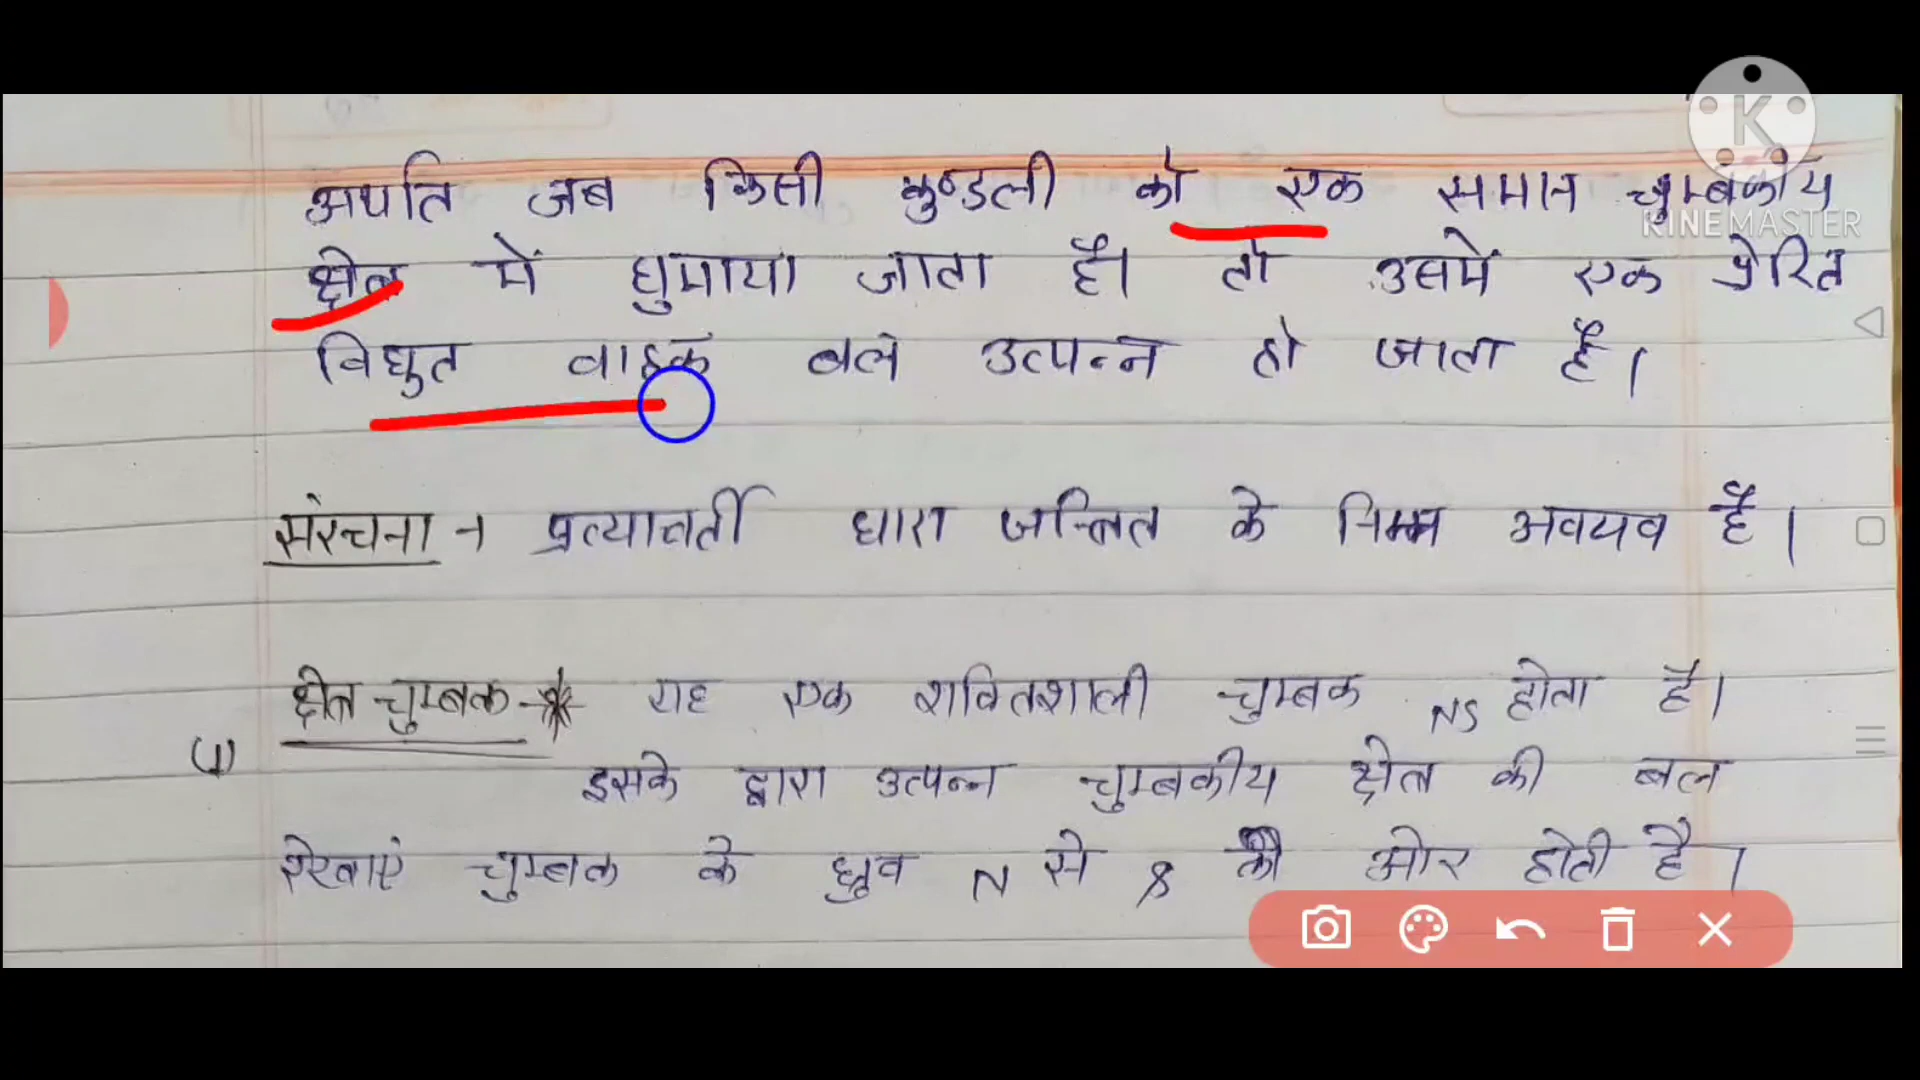 अर्थात जब किसी कुण्डली को एक समान चुम्बकीय
क्षेत्र में घुमाया जाता है। तो उसमें एक प्रेरित
विधुत वाहक बल उत्पन्न हो जाता है।
संरचना → प्रत्यावर्ती धारा जनित्र के निम्न अवयव है।
क्षेत्र चुम्बक - यह एक शक्तिशाली चुम्बक NS होता है।
(1)
इसके द्वारा उत्पन्न चुम्बकीय क्षेत्र की बल
रेखाएं चुम्बक के ध्रुव N से S की ओर होती है।
K
KINEMASTER